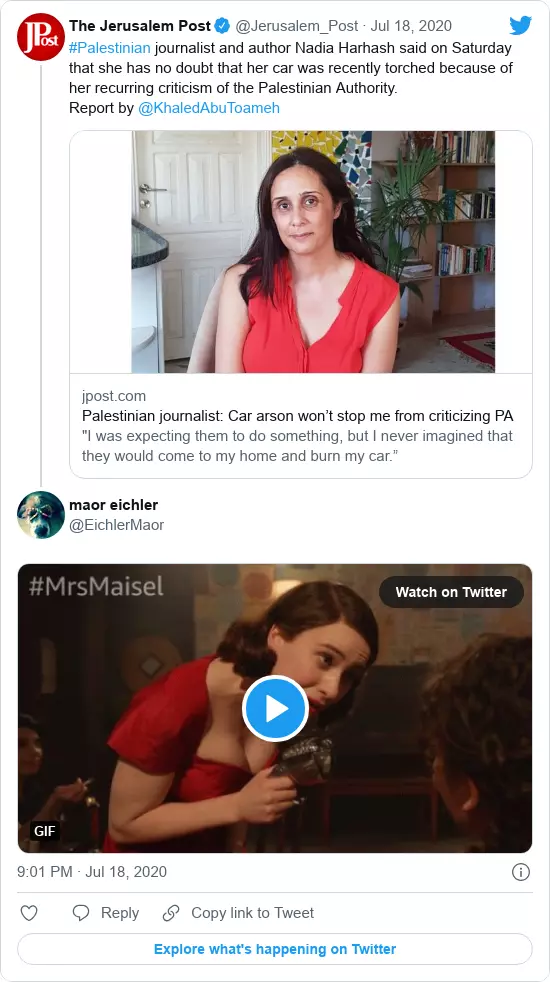 JPost
The Jerusalem Post @Jerusalem_Post · Jul 18, 2020
#Palestinian journalist and author Nadia Harhash said on Saturday
that she has no doubt that her car was recently torched because of
her recurring criticism of the Palestinian Authority.
Report by @KhaledAbuToameh
jpost.com
Palestinian journalist: Car arson won’t stop me from criticizing PA
"I was expecting them to do something, but I never imagined that
they would come to my home and burn my car.”
maor eichler
@EichlerMaor
#MrsMaisel
Watch on Twitter
GIF
9:01 PM · Jul 18, 2020
Reply
Copy link to Tweet
Explore what's happening on Twitter